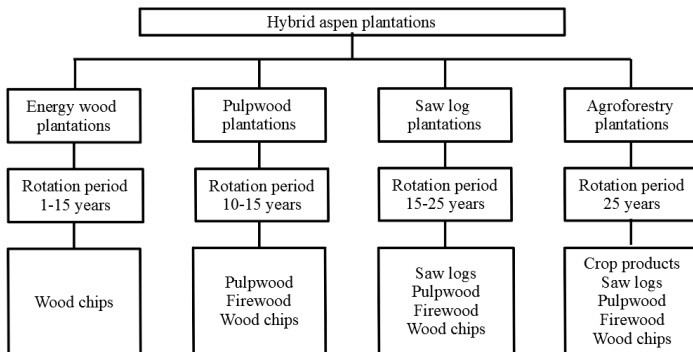 Hybrid aspen plantations
Energy wood
plantations
Pulpwood
plantations
Saw log
plantations
Agroforestry
plantations
Rotation period
1-15 years
Rotation period
10-15 years
Rotation period
15-25 years
Rotation period
25 years
Wood chips
Pulpwood
Firewood
Wood chips
Saw logs
Pulpwood
Firewood
Wood chips
Crop products
Saw logs
Pulpwood
Firewood
Wood chips